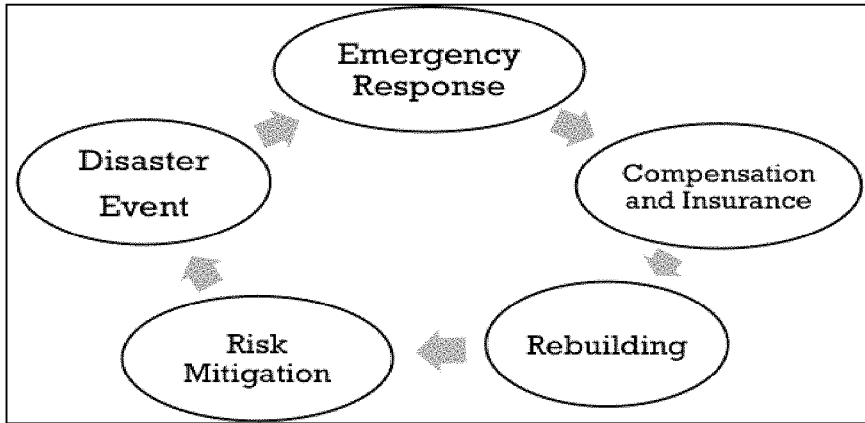 Emergency
Response
Disaster
Event
Compensation
and Insurance
Risk
Mitigation
Rebuilding